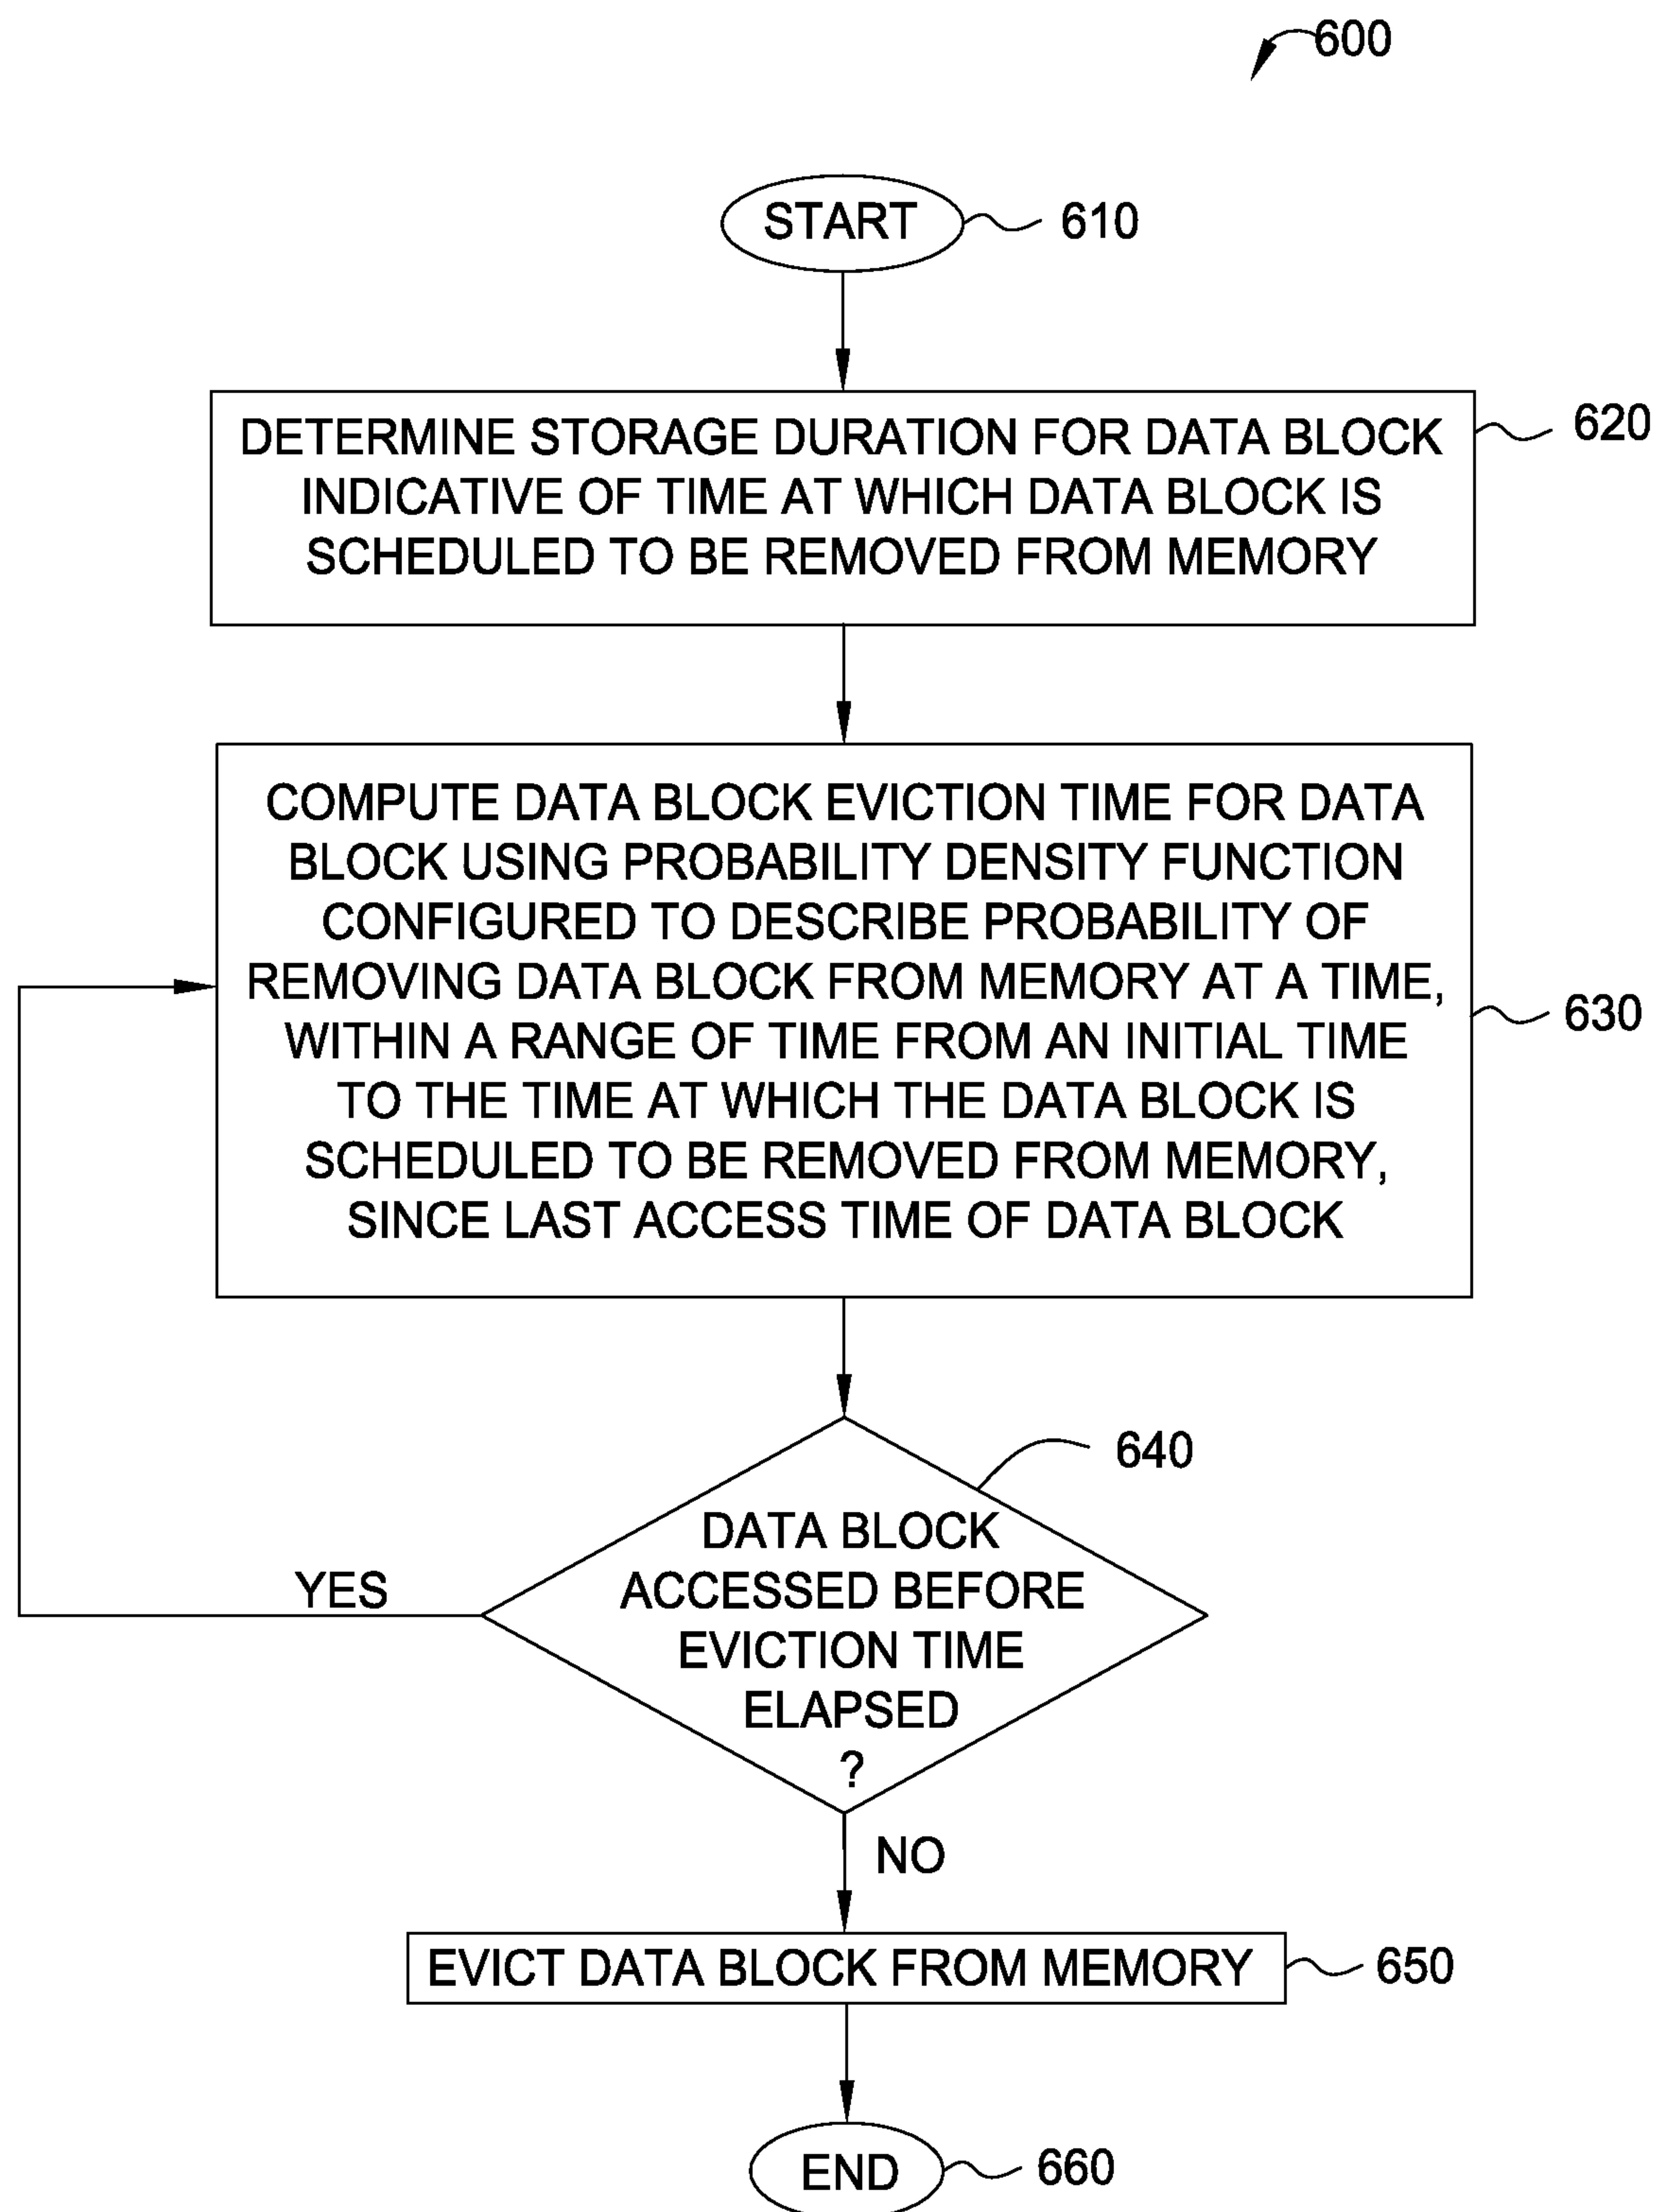 600
START
610
DETERMINE STORAGE DURATION FOR DATA BLOCK
INDICATIVE OF TIME AT WHICH DATA BLOCK IS
SCHEDULED TO BE REMOVED FROM MEMORY
620
COMPUTE DATA BLOCK EVICTION TIME FOR DATA
BLOCK USING PROBABILITY DENSITY FUNCTION
CONFIGURED TO DESCRIBE PROBABILITY OF
REMOVING DATA BLOCK FROM MEMORY AT A TIME,
WITHIN A RANGE OF TIME FROM AN INITIAL TIME
TO THE TIME AT WHICH THE DATA BLOCK IS
SCHEDULED TO BE REMOVED FROM MEMORY,
SINCE LAST ACCESS TIME OF DATA BLOCK
630
640
DATA BLOCK
ACCESSED BEFORE
EVICTION TIME
ELAPSED
?
YES
NO
EVICT DATA BLOCK FROM MEMORY
650
END
660